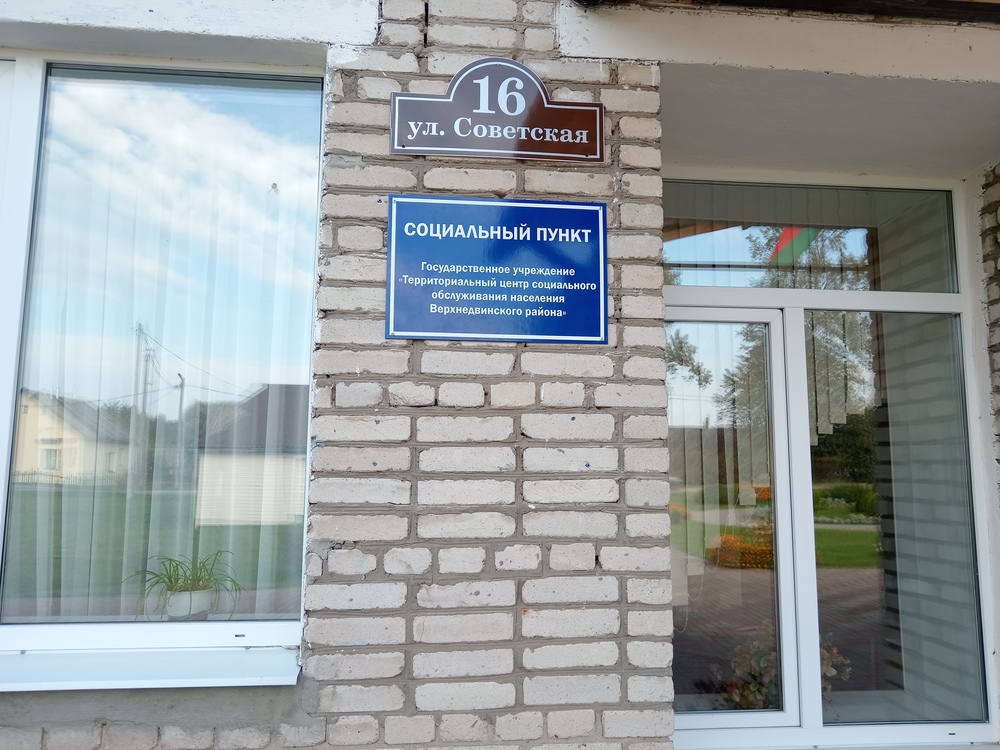 16
ул. Советская
СОЦИАЛЬНЫЙ ПУНКТ
Государственное учреждение
«Территориальный центр социального
обслуживания населения
Верхнедвинского района»